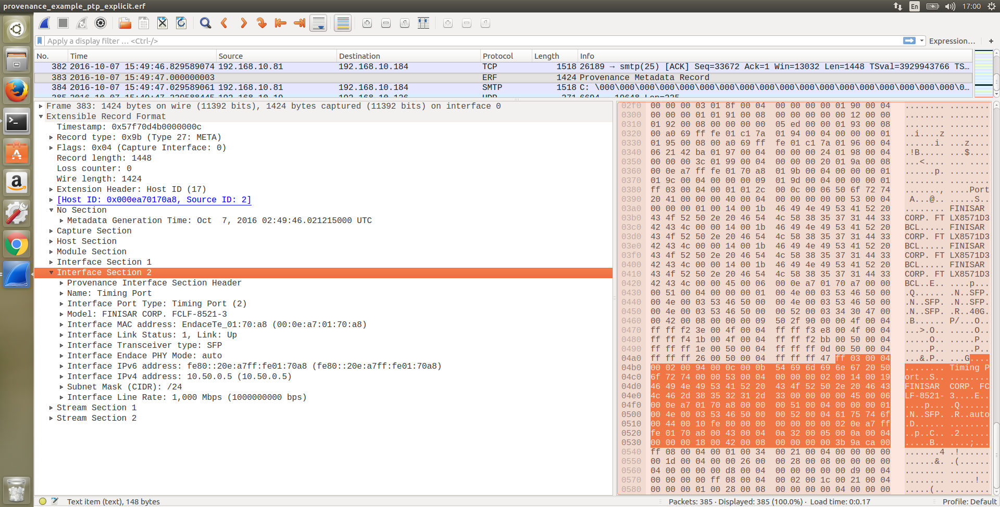 provenance_example_ptp_explicit.erf
En
17:00
Apply a display filter … <Ctrl-/>
Expression…
+
No. Time Source Destination Protocol Length Info
382 2016-10-07 15:49:46.829589074 192.168.10.81 192.168.10.184 TCP 1518 26189 → smtp(25) [ACK] Seq=33672 Ack=1 Win=13032 Len=1448 TSval=3929943766 TS…
383 2016-10-07 15:49:47.000000003 ERF 1424 Provenance Metadata Record
384 2016-10-07 15:49:47.029589061 192.168.10.81 192.168.10.184 SMTP 1518 C: \000\000\000\000\000\000\000\000\000\000\000\000\000\000\000\000\000\000\000\0…
Frame 383: 1424 bytes on wire (11392 bits), 1424 bytes captured (11392 bits) on interface 0
Extensible Record Format
Timestamp: 0x57f70d4b0000000c
Record type: 0x9b (Type 27: META)
Flags: 0x04 (Capture Interface: 0)
Record length: 1448
Loss counter: 0
Wire length: 1424
Extension Header: Host ID (17)
[Host ID: 0x000ea70170a8, Source ID: 2]
No Section
Metadata Generation Time: Oct  7, 2016 02:49:46.021215000 UTC
Capture Section
Host Section
Module Section
Interface Section 1
Interface Section 2
Provenance Interface Section Header
Name: Timing Port
Interface Port Type: Timing Port (2)
Model: FINISAR CORP. FCLF-8521-3
Interface MAC address: EndaceTe_01:70:a8 (00:0e:a7:01:70:a8)
Interface Link Status: 1, Link: Up
Interface Transceiver type: SFP
Interface Endace PHY Mode: auto
Interface IPv6 address: fe80::20e:a7ff:fe01:70a8 (fe80::20e:a7ff:fe01:70a8)
Interface IPv4 address: 10.50.0.5 (10.50.0.5)
Subnet Mask (CIDR): /24
Interface Line Rate: 1,000 Mbps (1000000000 bps)
Stream Section 1
Stream Section 2
02f0 00 00 00 03 01 8f 00 04 00 00 00 00 01 90 00 04 ........ ........
0300 00 00 00 01 01 91 00 08 00 00 00 00 00 12 00 00 ........ ........
0310 01 92 00 08 00 00 00 00 05 ed 00 00 01 93 00 08 ........ ........
0320 00 a0 69 ff fe 01 c1 7a 01 94 00 04 00 00 00 01 ..i....z ........
0330 01 95 00 08 00 a0 69 ff fe 01 c1 7a 01 96 00 04 ......i. ...z....
0340 06 21 42 ba 01 97 00 04 00 00 00 24 01 98 00 04 .!B..... ...$....
0350 00 00 00 3c 01 99 00 04 00 00 00 20 01 9a 00 08 ...<.... ... ....
0360 00 0e a7 ff fe 01 70 a8 01 9b 00 04 00 00 00 01 ......p. ........
0370 01 9c 00 04 00 00 00 09 01 9d 00 04 00 00 00 01 ........ ........
0380 ff 03 00 04 00 01 01 2c 00 0c 00 06 50 6f 72 74 ......., ....Port
0390 20 41 00 00 00 40 00 04 00 00 00 00 00 53 00 04 A...@.. .....S..
03a0 00 00 00 01 00 14 00 1b 46 49 4e 49 53 41 52 20 ........ FINISAR
03b0 43 4f 52 50 2e 20 46 54 4c 58 38 35 37 31 44 33 CORP. FT LX8571D3
03c0 42 43 4c 00 00 14 00 1b 46 49 4e 49 53 41 52 20 BCL..... FINISAR
03d0 43 4f 52 50 2e 20 46 54 4c 58 38 35 37 31 44 33 CORP. FT LX8571D3
03e0 42 43 4c 00 00 14 00 1b 46 49 4e 49 53 41 52 20 BCL..... FINISAR
03f0 43 4f 52 50 2e 20 46 54 4c 58 38 35 37 31 44 33 CORP. FT LX8571D3
0400 42 43 4c 00 00 14 00 1b 46 49 4e 49 53 41 52 20 BCL..... FINISAR
0410 43 4f 52 50 2e 20 46 54 4c 58 38 35 37 31 44 33 CORP. FT LX8571D3
0420 42 43 4c 00 00 45 00 06 00 0e a7 01 70 a7 00 00 BCL..E.. ....p...
0430 00 51 00 04 00 00 00 01 00 4e 00 03 53 46 50 00 .Q...... .N..SFP.
0440 00 4e 00 03 53 46 50 00 00 4e 00 03 53 46 50 00 .N..SFP. .N..SFP.
0450 00 4e 00 03 53 46 50 00 00 52 00 03 34 30 47 00 .N..SFP. .R..40G.
0460 00 42 00 08 00 00 00 09 50 2f 90 00 00 4f 00 04 .B...... P/...O..
0470 ff ff f2 3e 00 4f 00 04 ff ff f3 e8 00 4f 00 04 ...>.O.. .....O..
0480 ff ff f4 1b 00 4f 00 04 ff ff f2 bb 00 50 00 04 .....O.. .....P..
0490 ff ff ff 1e 00 50 00 04 ff ff ff 0d 00 50 00 04 .....P.. .....P..
04a0 ff ff ff 26 00 50 00 04 ff ff ff 47 ff 03 00 04 ...&.P.. ...G....
04b0 00 02 00 94 00 0c 00 0b 54 69 6d 69 6e 67 20 50 ........ Timing P
04c0 6f 72 74 00 00 53 00 04 00 00 00 02 00 14 00 19 ort..S.. ........
04d0 46 49 4e 49 53 41 52 20 43 4f 52 50 2e 20 46 43 FINISAR  CORP. FC
04e0 4c 46 2d 38 35 32 31 2d 33 00 00 00 00 45 00 06 LF-8521- 3....E..
04f0 00 0e a7 01 70 a8 00 00 00 51 00 04 00 00 00 01 ....p... .Q......
0500 00 4e 00 03 53 46 50 00 00 52 00 04 61 75 74 6f .N..SFP. .R..auto
0510 00 44 00 10 fe 80 00 00 00 00 00 00 02 0e a7 ff .D...... ........
0520 fe 01 70 a8 00 43 00 04 0a 32 00 05 00 0a 00 04 ..p..C.. .2......
0530 00 00 00 18 00 42 00 08 00 00 00 00 3b 9a ca 00 .....B.. ....;...
0540 ff 08 00 04 00 01 00 34 00 21 00 04 00 00 00 00 .......4 .!......
0550 00 1d 00 04 00 00 26 00 00 28 00 08 00 00 00 00 ......&. .(......
0560 04 00 00 00 00 d8 00 04 00 00 00 00 00 d9 00 04 ........ ........
0570 00 00 00 00 ff 08 00 04 00 02 00 1c 00 21 00 04 ........ .....!..
0580 00 00 00 01 00 28 00 08 00 00 00 00 04 00 00 00 .....(.. ........
Text item (text), 148 bytes
Packets: 385 · Displayed: 385 (100.0%) · Load time: 0:0.17
Profile: Default